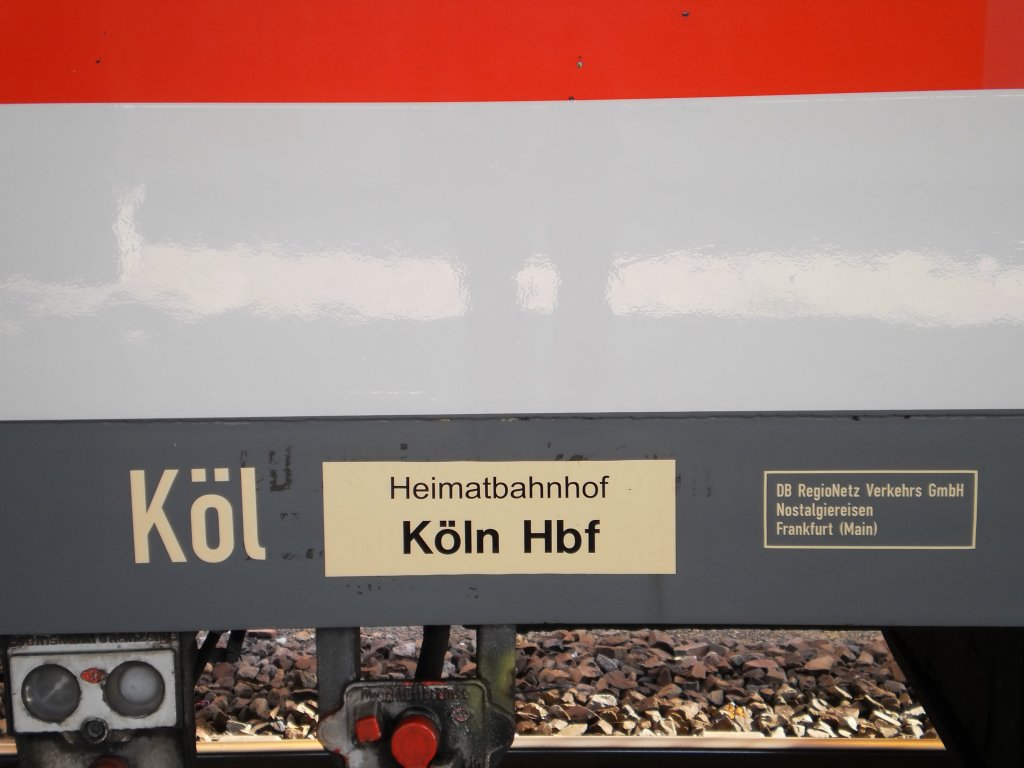 Köl
Heimatbahnhof
Köln Hbf
DB RegioNetz Verkehrs GmbH
Nostalgiereisen
Frankfurt (Main)